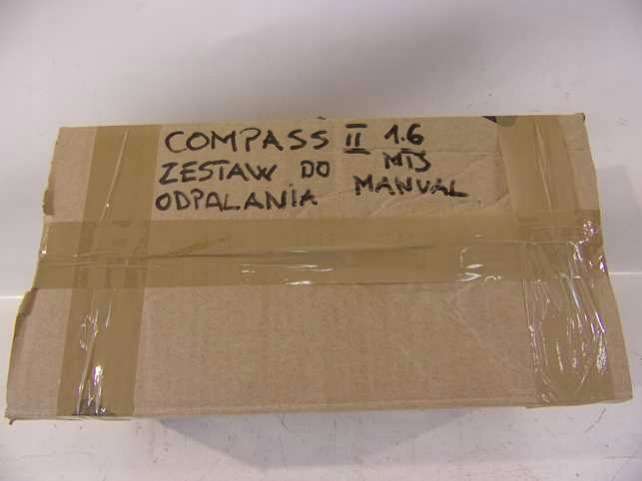 COMPASS II 1.6
ZESTAW DO MTJ
ODPALANIA MANUAL